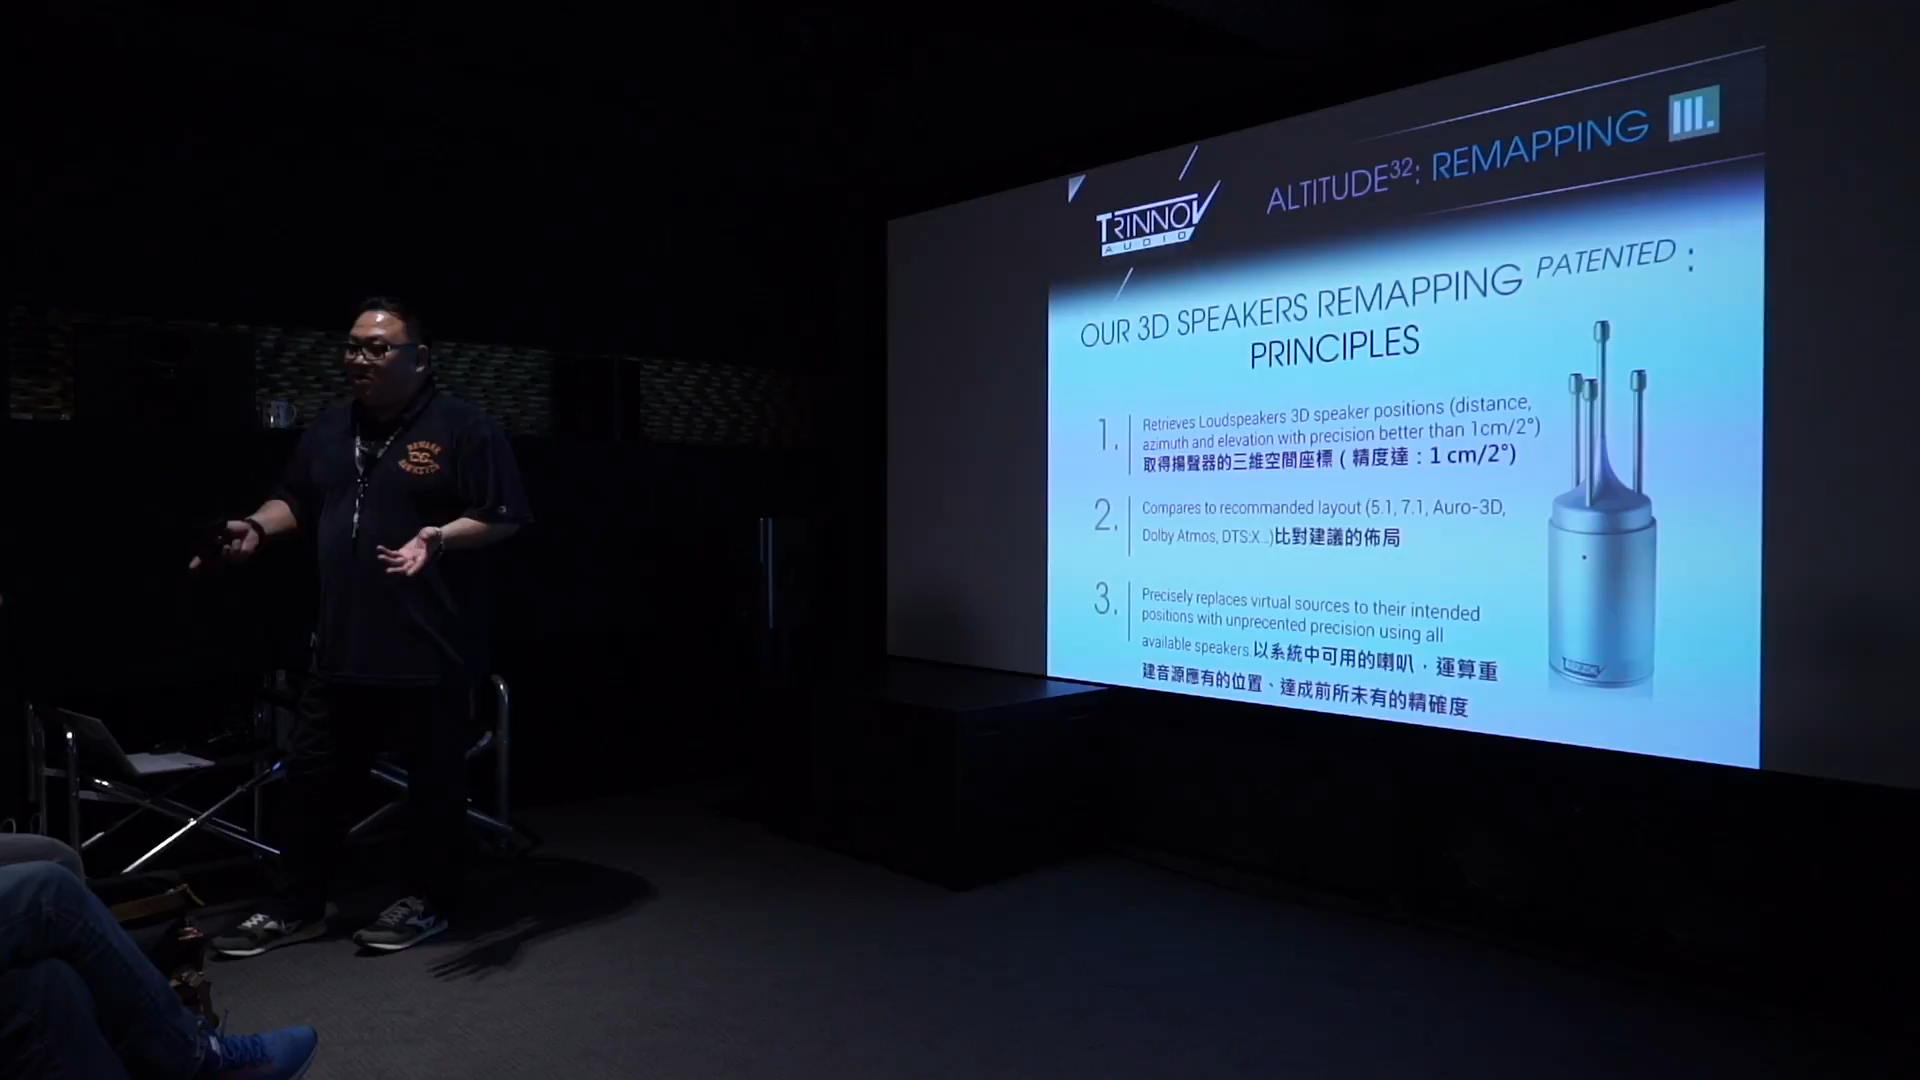 ALTITUDE³²: REMAPPING III.
TRINNOV
AUDIO
OUR 3D SPEAKERS REMAPPING PATENTED :
PRINCIPLES
1.
Retrieves Loudspeakers 3D speaker positions (distance,
azimuth and elevation with precision better than 1cm/2°)
取得揚聲器的三維空間座標 ( 精度達：1 cm/2°)
2.
Compares to recommanded layout (5.1, 7.1, Auro-3D,
Dolby Atmos, DTS:X...)比對建議的佈局
3.
Precisely replaces virtual sources to their intended
positions with unprecented precision using all
available speakers.以系統中可用的喇叭，運算重
建音源應有的位置、達成前所未有的精確度